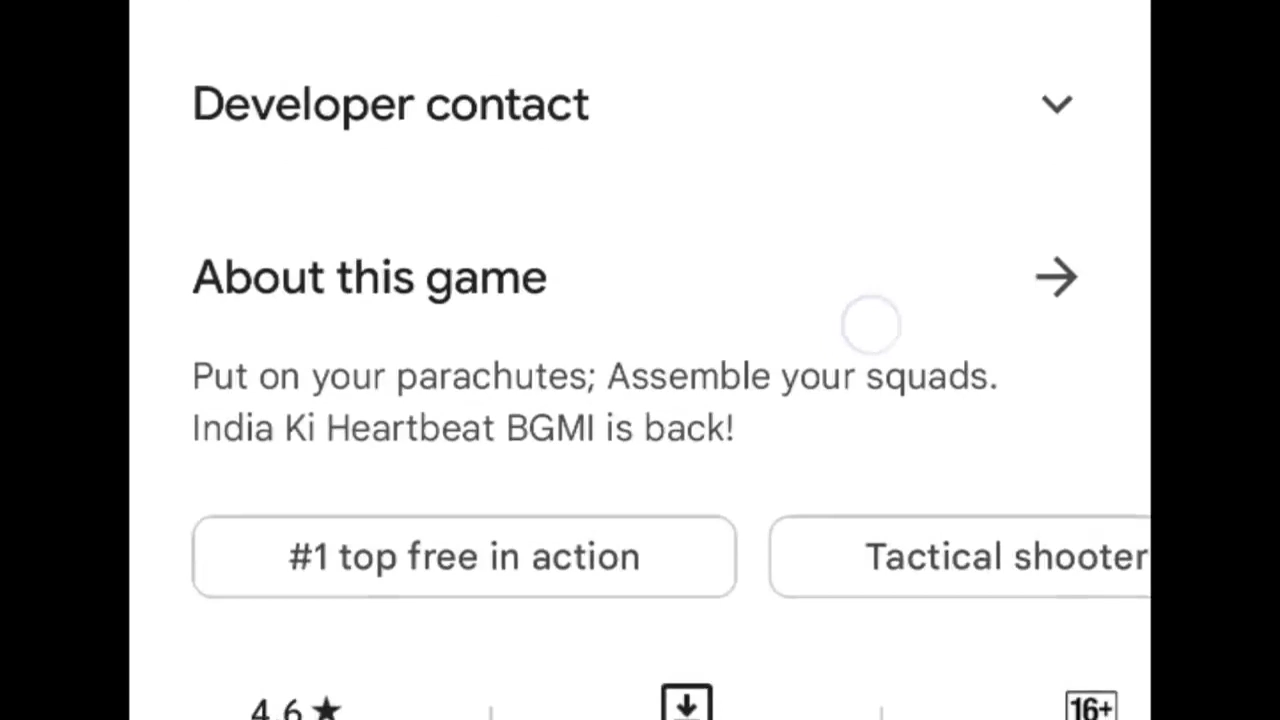 Developer contact
About this game
Put on your parachutes; Assemble your squads.
India Ki Heartbeat BGMI is back!
#1 top free in action
Tactical shooter
4.6★
16+